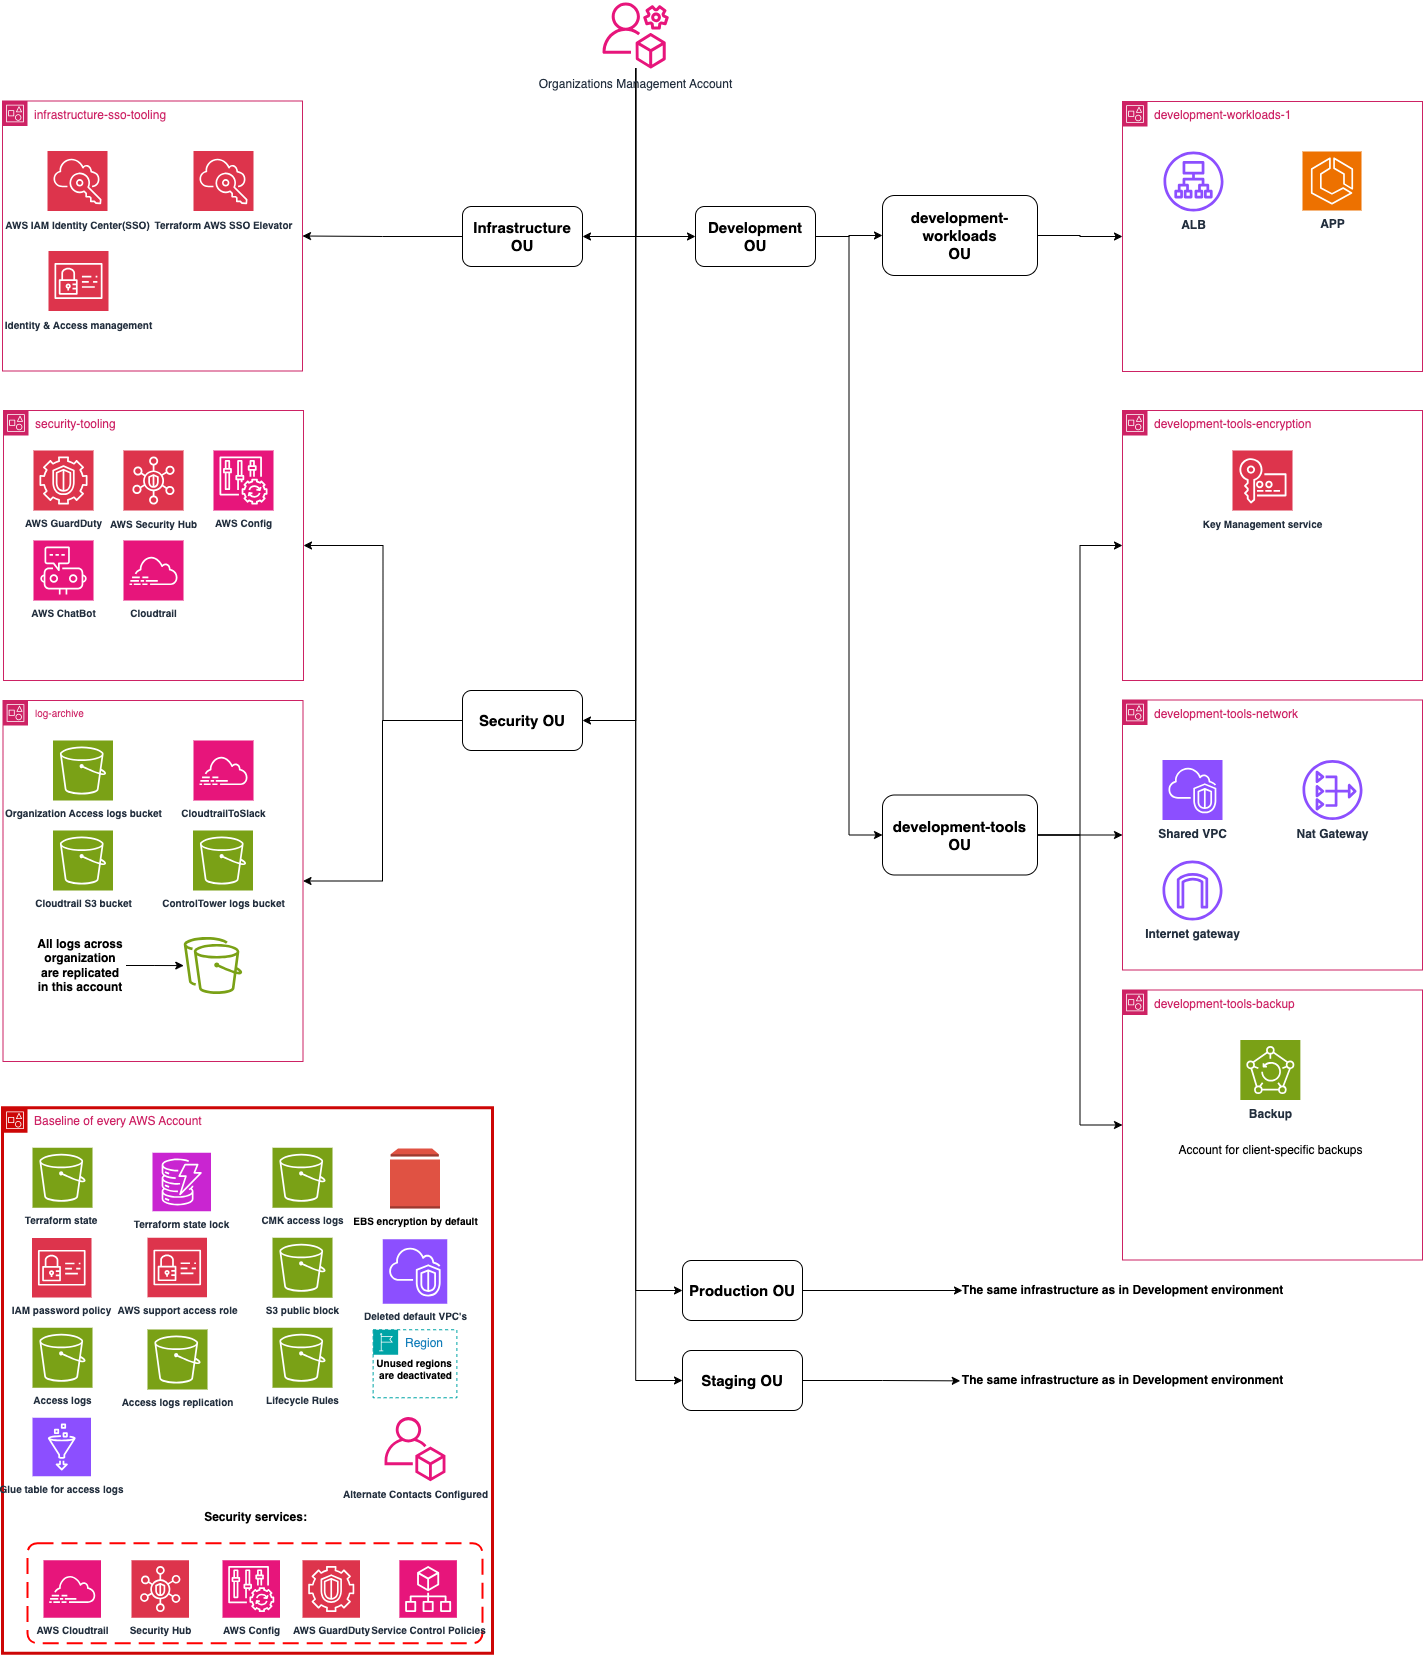 Organizations Management Account
infrastructure-sso-tooling
AWS IAM Identity Center(SSO)
Terraform AWS SSO Elevator
Identity & Access management
Infrastructure
OU
Development
OU
development-
workloads
OU
development-workloads-1
ALB
APP
security-tooling
AWS GuardDuty
AWS Security Hub
AWS Config
AWS ChatBot
Cloudtrail
development-tools-encryption
Key Management service
log-archive
Organization Access logs bucket
CloudtrailToSlack
Cloudtrail S3 bucket
ControlTower logs bucket
All logs across
organization
are replicated
in this account
Security OU
development-tools
OU
development-tools-network
Shared VPC
Nat Gateway
Internet gateway
development-tools-backup
Backup
Account for client-specific backups
Baseline of every AWS Account
Terraform state
Terraform state lock
CMK access logs
EBS encryption by default
IAM password policy
AWS support access role
S3 public block
Deleted default VPC's
Access logs
Access logs replication
Lifecycle Rules
Region
Unused regions
are deactivated
Glue table for access logs
Alternate Contacts Configured
Security services:
AWS Cloudtrail
Security Hub
AWS Config
AWS GuardDuty
Service Control Policies
Production OU
The same infrastructure as in Development environment
Staging OU
The same infrastructure as in Development environment